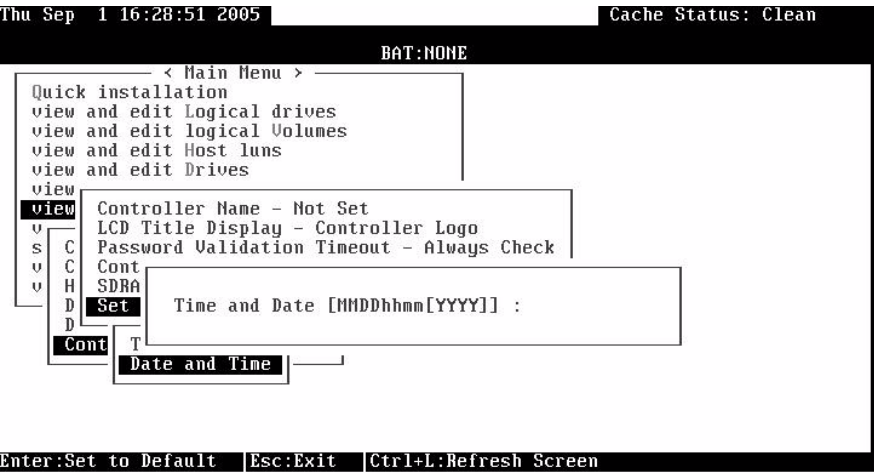 Thu Sep 1 16:28:51 2005 Cache Status: Clean
BAT:NONE
< Main Menu >
Quick installation
view and edit Logical drives
view and edit logical Volumes
view and edit Host luns
view and edit Drives
view
view Controller Name - Not Set
v LCD Title Display - Controller Logo
s C Password Validation Timeout - Always Check
v C Cont
v H SDRA
D Set Time and Date [MMDDhhmm[YYYY]] :
D
Cont T
Date and Time
Enter:Set to Default |Esc:Exit |Ctrl+L:Refresh Screen